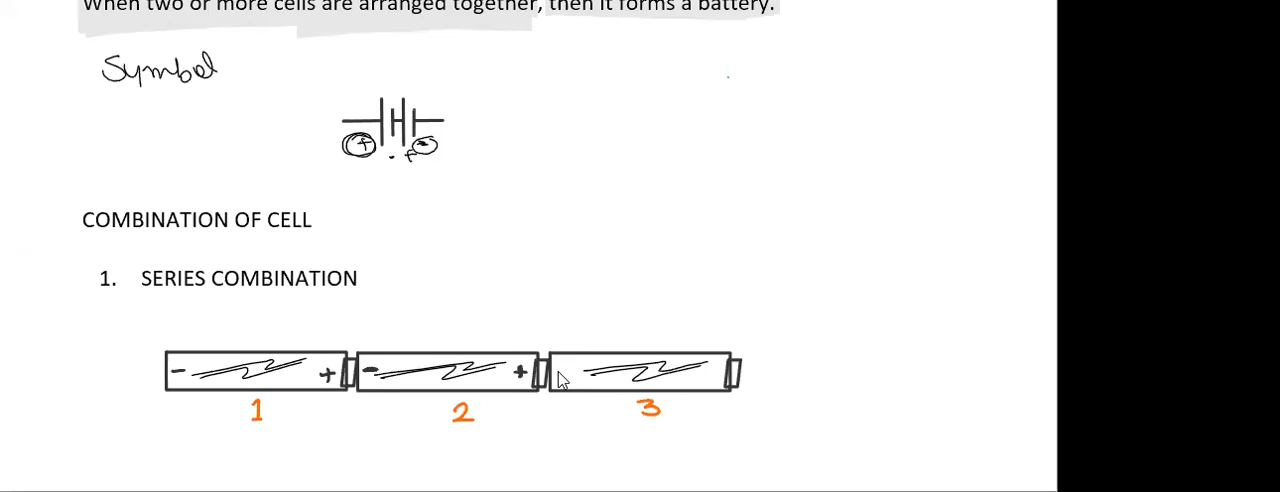 When two or more cells are arranged together, then it forms a battery.
Symbol
+ -
COMBINATION OF CELL
1. SERIES COMBINATION
- + - +
1 2 3